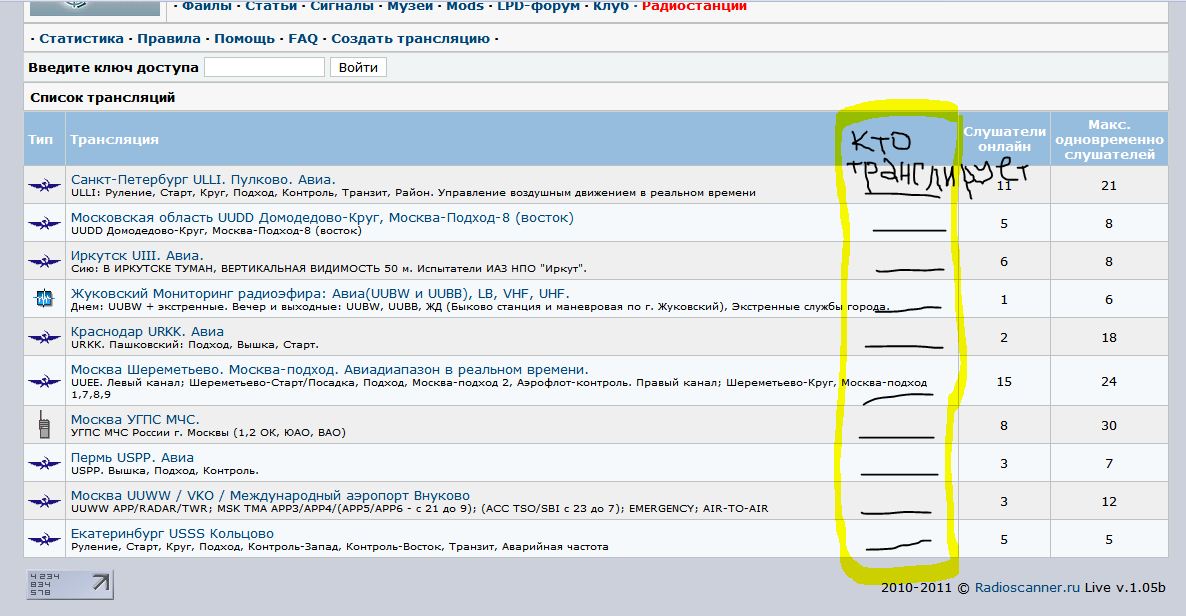 · Файлы · Статьи · Сигналы · Музей · Mods · LPD-форум · Клуб · Радиостанции
· Статистика · Правила · Помощь · FAQ · Создать трансляцию ·
Введите ключ доступа Войти
Список трансляций
Тип Трансляция кто транглирует Слушатели онлайн Макс. одновременно слушателей
Санкт-Петербург ULLI. Пулково. Авиа.
ULLI: Руление, Старт, Круг, Подход, Контроль, Транзит, Район. Управление воздушным движением в реальном времени
11 21
Московская область UUDD Домодедово-Круг, Москва-Подход-8 (восток)
UUDD Домодедово-Круг, Москва-Подход-8 (восток)
5 8
Иркутск UIII. Авиа.
Сию: В ИРКУТСКЕ ТУМАН, ВЕРТИКАЛЬНАЯ ВИДИМОСТЬ 50 м. Испытатели ИАЗ НПО "Иркут".
6 8
Жуковский Мониторинг радиоэфира: Авиа(UUBW и UUBB), LB, VHF, UHF.
Днем: UUBW + экстренные. Вечер и выходные: UUBW, UUBB, ЖД (Быково станция и маневровая по г. Жуковский), Экстренные службы города.
1 6
Краснодар URKK. Авиа
URKK. Пашковский: Подход, Вышка, Старт.
2 18
Москва Шереметьево. Москва-подход. Авиадиапазон в реальном времени.
UUEE. Левый канал; Шереметьево-Старт/Посадка, Подход, Москва-подход 2, Аэрофлот-контроль. Правый канал; Шереметьево-Круг, Москва-подход
1,7,8,9
15 24
Москва УГПС МЧС.
УГПС МЧС России г. Москвы (1,2 ОК, ЮАО, ВАО)
8 30
Пермь USPP. Авиа
USPP. Вышка, Подход, Контроль.
3 7
Москва UUWW / VKO / Международный аэропорт Внуково
UUWW APP/RADAR/TWR; MSK TMA APP3/APP4/(APP5/APP6 - с 21 до 9); (ACC TSO/SBI с 23 до 7); EMERGENCY; AIR-TO-AIR
3 12
Екатеринбург USSS Кольцово
Руление, Старт, Круг, Подход, Контроль-Запад, Контроль-Восток, Транзит, Аварийная частота
5 5
4 234
834
578
2010-2011 © Radioscanner.ru Live v.1.05b